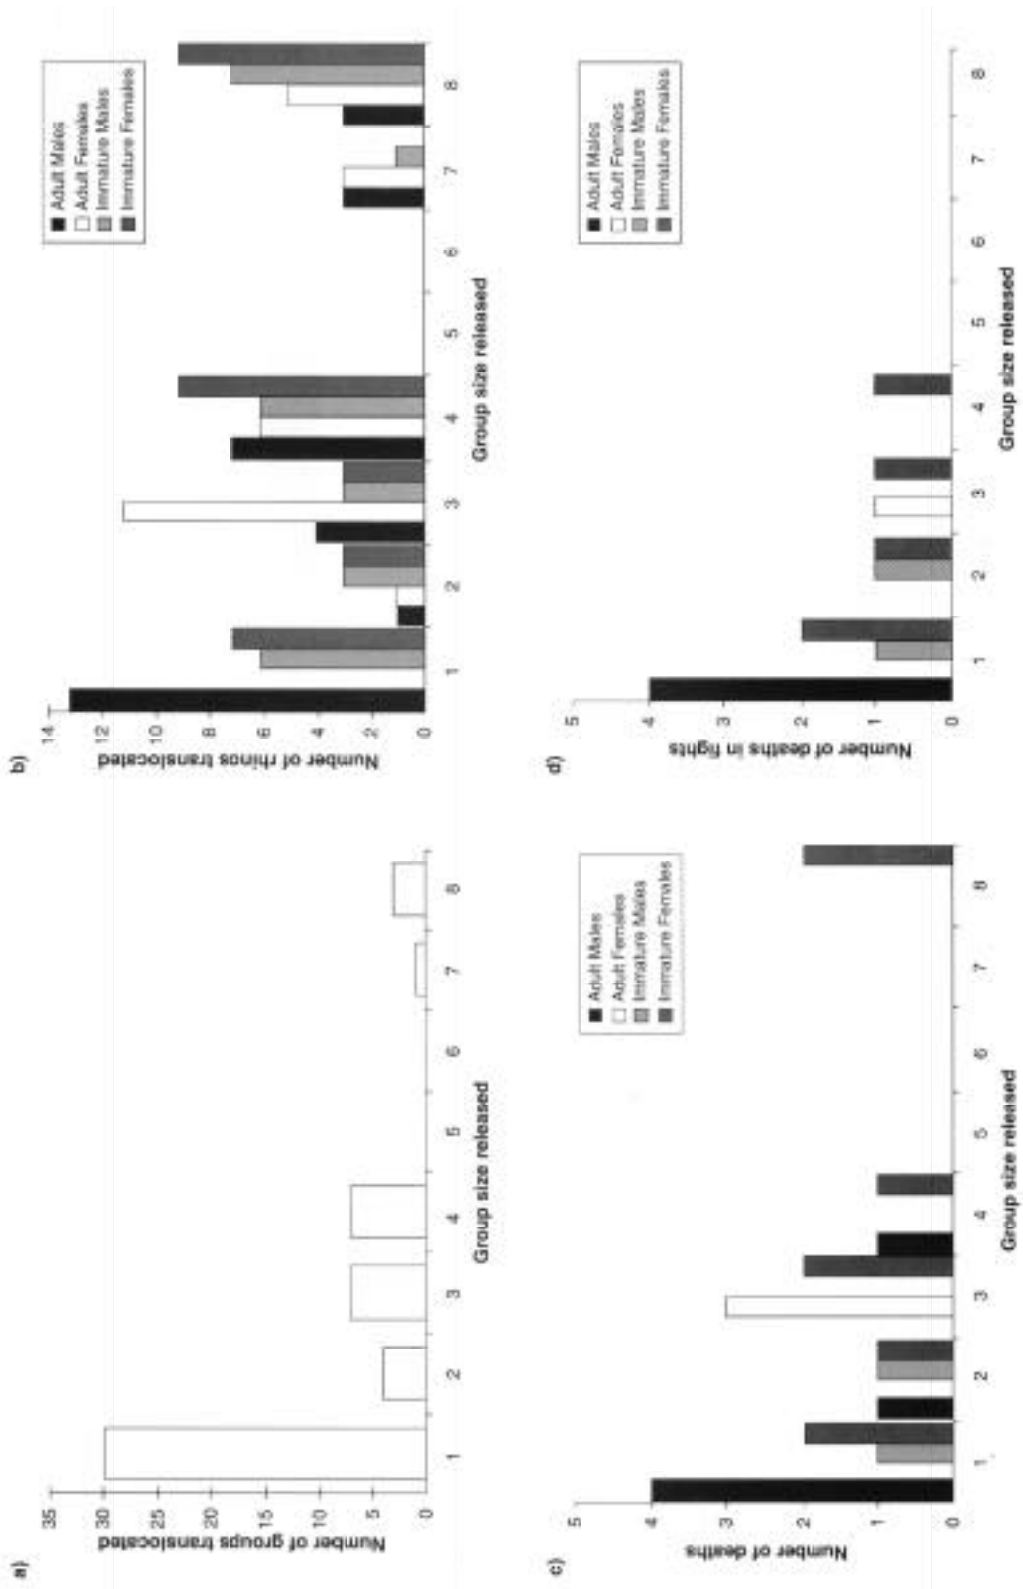 a)
Number of groups translocated
35
30
25
20
15
10
5
0
1 2 3 4 5 6 7 8
Group size released
b)
Number of rhinos translocated
14
12
10
8
6
4
2
0
1 2 3 4 5 6 7 8
Group size released
Adult Males
Adult Females
Immature Males
Immature Females
c)
Number of deaths
5
4
3
2
1
0
1 2 3 4 5 6 7 8
Group size released
Adult Males
Adult Females
Immature Males
Immature Females
d)
Number of deaths in fights
5
4
3
2
1
0
1 2 3 4 5 6 7 8
Group size released
Adult Males
Adult Females
Immature Males
Immature Females